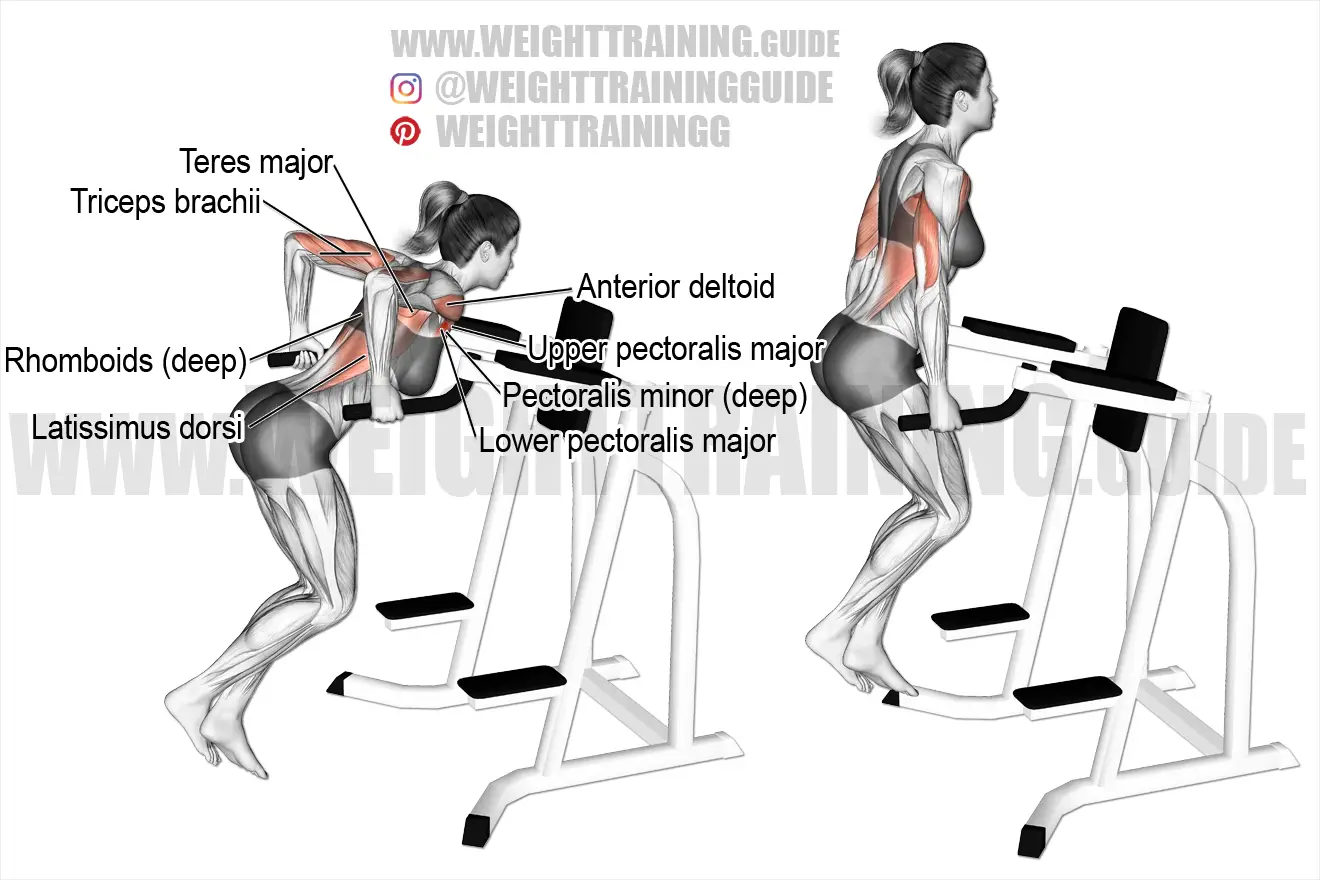 www.WEIGHTTRAINING.GUIDE
@WEIGHTTRAININGGUIDE
WEIGHTTRAININGG
Teres major
Triceps brachii
Anterior deltoid
Rhomboids (deep)
Upper pectoralis major
Pectoralis minor (deep)
Latissimus dorsi
Lower pectoralis major
www.WEIGHTTRAINING.GUIDE